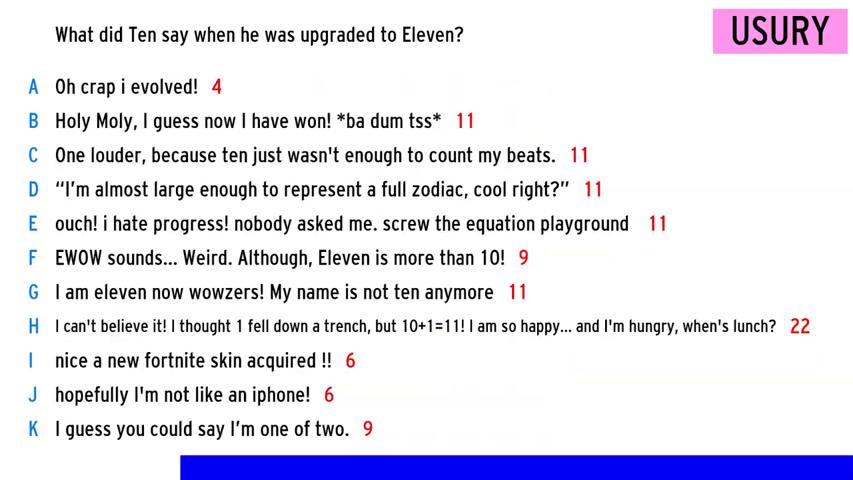 What did Ten say when he was upgraded to Eleven?
USURY
A Oh crap i evolved! 4
B Holy Moly, I guess now I have won! *ba dum tss* 11
C One louder, because ten just wasn't enough to count my beats. 11
D “I’m almost large enough to represent a full zodiac, cool right?” 11
E ouch! i hate progress! nobody asked me. screw the equation playground 11
F EWOW sounds... Weird. Although, Eleven is more than 10! 9
G I am eleven now wowzers! My name is not ten anymore 11
H I can't believe it! I thought 1 fell down a trench, but 10+1=11! I am so happy... and I'm hungry, when's lunch? 22
I nice a new fortnite skin acquired !! 6
J hopefully I'm not like an iphone! 6
K I guess you could say I’m one of two. 9